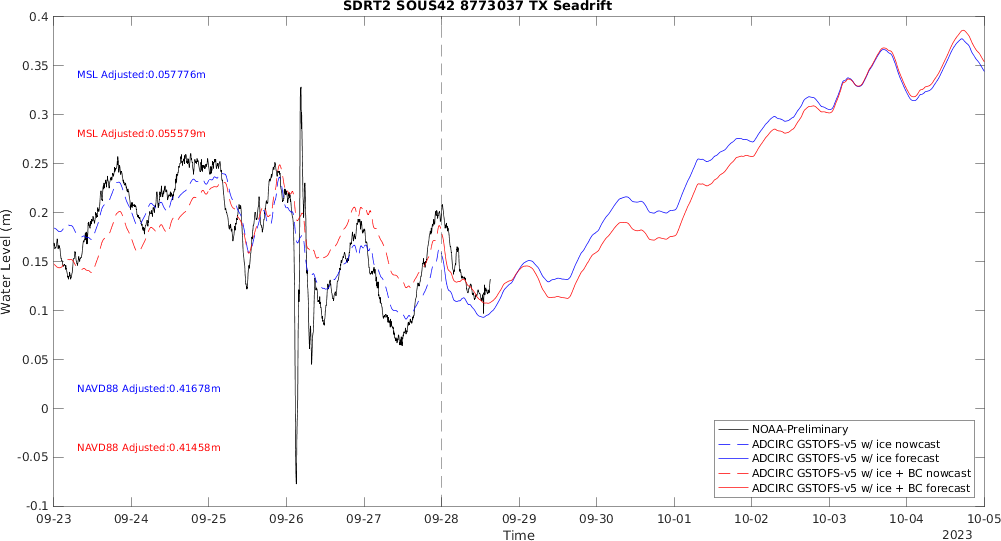 SDRT2 SOUS42 8773037 TX Seadrift
0.4
0.35
0.3
0.25
0.2
0.15
0.1
0.05
0
-0.05
-0.1
Water Level (m)
MSL Adjusted:0.057776m
MSL Adjusted:0.055579m
NAVD88 Adjusted:0.41678m
NAVD88 Adjusted:0.41458m
NOAA-Preliminary
ADCIRC GSTOFS-v5 w/ ice nowcast
ADCIRC GSTOFS-v5 w/ ice forecast
ADCIRC GSTOFS-v5 w/ ice + BC nowcast
ADCIRC GSTOFS-v5 w/ ice + BC forecast
09-23 09-24 09-25 09-26 09-27 09-28 09-29 09-30 10-01 10-02 10-03 10-04 10-05
Time
2023